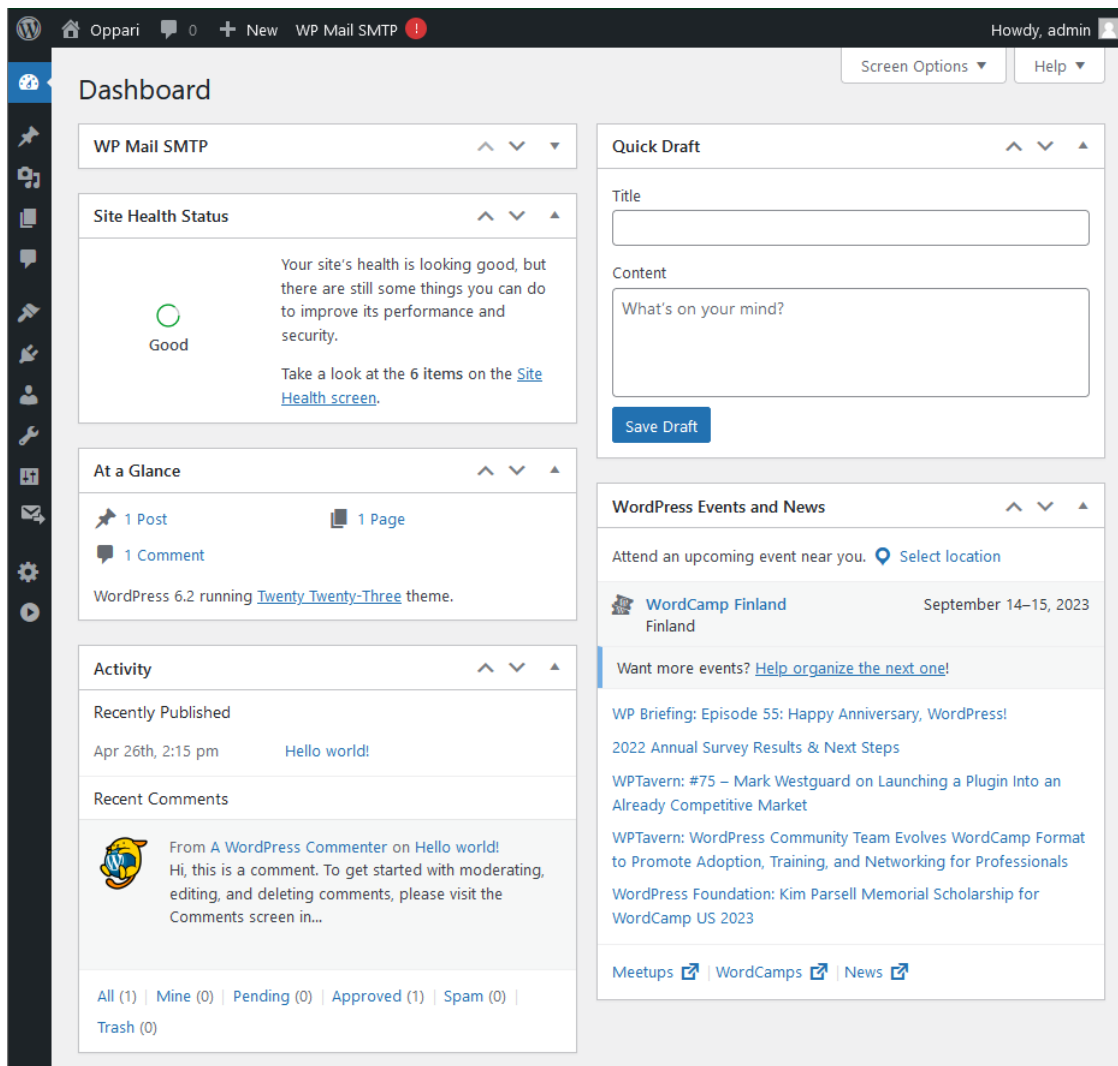 Oppari 0 New WP Mail SMTP ! Howdy, admin
Screen Options Help
Dashboard
WP Mail SMTP
Site Health Status
Good
Your site's health is looking good, but
there are still some things you can do
to improve its performance and
security.
Take a look at the 6 items on the Site
Health screen.
At a Glance
1 Post
1 Page
1 Comment
WordPress 6.2 running Twenty Twenty-Three theme.
Activity
Recently Published
Apr 26th, 2:15 pm Hello world!
Recent Comments
From A WordPress Commenter on Hello world!
Hi, this is a comment. To get started with moderating,
editing, and deleting comments, please visit the
Comments screen in...
All (1) | Mine (0) | Pending (0) | Approved (1) | Spam (0) |
Trash (0)
Quick Draft
Title
Content
What's on your mind?
Save Draft
WordPress Events and News
Attend an upcoming event near you. Select location
WordCamp Finland September 14–15, 2023
Finland
Want more events? Help organize the next one!
WP Briefing: Episode 55: Happy Anniversary, WordPress!
2022 Annual Survey Results & Next Steps
WPTavern: #75 – Mark Westguard on Launching a Plugin Into an
Already Competitive Market
WPTavern: WordPress Community Team Evolves WordCamp Format
to Promote Adoption, Training, and Networking for Professionals
WordPress Foundation: Kim Parsell Memorial Scholarship for
WordCamp US 2023
Meetups | WordCamps | News